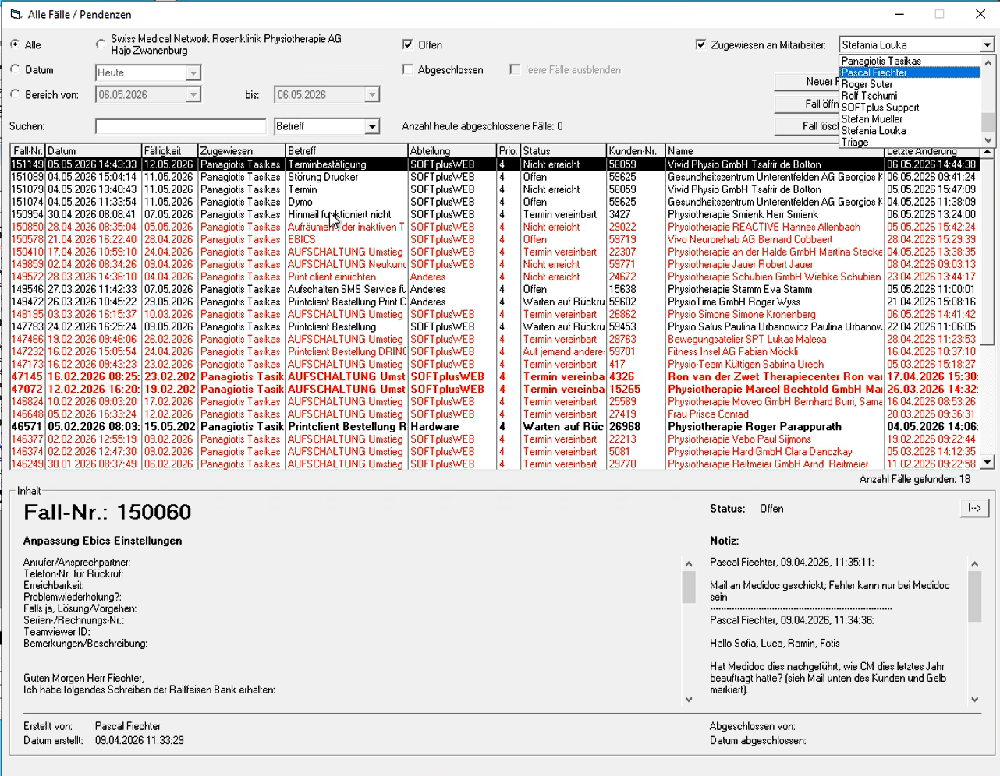 Alle Fälle / Pendenzen
Alle
Swiss Medical Network Rosenklinik Physiotherapie AG
Hajo Zwanenburg
Offen
Zugewiesen an Mitarbeiter:
Stefania Louka
Datum
Heute
Abgeschlossen
leere Fälle ausblenden
Bereich von:
06.05.2026
bis:
06.05.2026
Suchen:
Betreff
Anzahl heute abgeschlossene Fälle: 0
Neuer F
Fall öffn
Fall lösch
Panagiotis Tasikas
Pascal Fiechter
Roger Suter
Rolf Tschumi
SOFTplus Support
Stefan Mueller
Stefania Louka
Triage
Fall-Nr. Datum Fälligkeit Zugewiesen Betreff Abteilung Prio. Status Kunden-Nr. Name Letzte Änderung
151149 05.05.2026 14:43:33 12.05.2026 Panagiotis Tasikas Terminbestätigung SOFTplusWEB 4 Nicht erreicht 58059 Vivid Physio GmbH Tsafrir de Botton 06.05.2026 14:44:38
151089 04.05.2026 15:04:14 11.05.2026 Panagiotis Tasikas Störung Drucker SOFTplusWEB 4 Offen 59625 Gesundheitszentrum Unterentfelden AG Georgios K 06.05.2026 09:41:24
151079 04.05.2026 13:40:43 11.05.2026 Panagiotis Tasikas Termin SOFTplusWEB 4 Nicht erreicht 58059 Vivid Physio GmbH Tsafrir de Botton 05.05.2026 15:47:09
151074 04.05.2026 11:33:54 11.05.2026 Panagiotis Tasikas Dymo SOFTplusWEB 4 Offen 59625 Gesundheitszentrum Unterentfelden AG Georgios K 04.05.2026 11:38:09
150954 30.04.2026 08:08:41 07.05.2026 Panagiotis Tasikas Hinmail funktioniert nicht SOFTplusWEB 4 Termin vereinbart 3427 Physiotherapie Smienk Herr Smienk 06.05.2026 13:24:00
150850 28.04.2026 08:35:04 05.05.2026 Panagiotis Tasikas Aufräumen der inaktiven T SOFTplusWEB 4 Nicht erreicht 29022 Physiotherapie REACTIVE Hannes Allenbach 05.05.2026 15:42:24
150578 21.04.2026 16:22:40 28.04.2026 Panagiotis Tasikas EBICS SOFTplusWEB 4 Offen 59719 Vivo Neurorehab AG Bernard Cobbaert 28.04.2026 15:29:39
150410 17.04.2026 10:59:10 24.04.2026 Panagiotis Tasikas AUFSCHALTUNG Umstieg SOFTplusWEB 4 Termin vereinbart 22307 Physiotherapie an der Halde GmbH Martina Stecke 04.05.2026 13:38:35
149859 02.04.2026 08:34:26 09.04.2026 Panagiotis Tasikas AUFSCHALTUNG Neukunc SOFTplusWEB 4 Nicht erreicht 59771 Physiotherapie Jauer Robert Jauer 08.04.2026 09:03:13
149572 28.03.2026 14:36:10 04.04.2026 Panagiotis Tasikas Print client einrichten Anderes 4 Nicht erreicht 24672 Physiotherapie Schubien GmbH Wiebke Schubien 23.04.2026 13:44:17
149546 27.03.2026 11:42:33 07.05.2026 Panagiotis Tasikas Aufschalten SMS Service fu Anderes 4 Offen 15638 Physiotherapie Stamm Eva Stamm 05.05.2026 11:00:01
149472 26.03.2026 10:45:22 29.05.2026 Panagiotis Tasikas Printclient Bestellung Print C Anderes 4 Warten auf Rückru 59602 PhysioTime GmbH Roger Wyss 21.04.2026 15:08:16
148195 03.03.2026 16:15:37 10.03.2026 Panagiotis Tasikas AUFSCHALTUNG Umstieg SOFTplusWEB 4 Termin vereinbart 26862 Physio Simone Simone Kronenberg 06.05.2026 14:41:42
147783 24.02.2026 16:25:24 09.05.2026 Panagiotis Tasikas Printclient Bestellung SOFTplusWEB 4 Warten auf Rückru 59453 Physio Salus Paulina Urbanowicz Paulina Urbanow 22.04.2026 11:06:05
147466 19.02.2026 09:46:06 26.02.2026 Panagiotis Tasikas AUFSCHALTUNG Umstieg SOFTplusWEB 4 Termin vereinbart 28763 Bewegungsatelier SPT Lukas Malesa 28.04.2026 11:23:53
147232 16.02.2026 15:05:54 24.04.2026 Panagiotis Tasikas Printclient Bestellung DRINC SOFTplusWEB 4 Auf jemand andere: 59701 Fitness Insel AG Fabian Möckli 16.04.2026 10:37:10
147173 16.02.2026 09:43:23 23.02.2026 Panagiotis Tasikas AUFSCHALTUNG Umstieg SOFTplusWEB 4 Termin vereinbart 417 Physio-Team Küttigen Sabrina Urech 05.03.2026 15:18:27
47145 16.02.2026 08:25: 23.02.202 Panagiotis Tasik AUFSCHALTUNG Umst SOFTplusWEB 4 Termin vereinba 4326 Ron van der Zwet Therapiecenter Ron va 17.04.2026 15:30:
47072 12.02.2026 16:20: 19.02.202 Panagiotis Tasik AUFSCHALTUNG Umst SOFTplusWEB 4 Termin vereinba 15265 Physiotherapie Marcel Bechtold GmbH Ma 26.03.2026 14:32:
146824 10.02.2026 09:03:20 17.02.2026 Panagiotis Tasikas AUFSCHALTUNG Umstieg SOFTplusWEB 4 Termin vereinbart 25589 Physiotherapie Moveo GmbH Bernhard Burri, Sama 16.04.2026 08:53:26
146648 05.02.2026 16:33:24 12.02.2026 Panagiotis Tasikas AUFSCHALTUNG Umstieg SOFTplusWEB 4 Termin vereinbart 27419 Frau Prisca Conrad 20.03.2026 09:36:31
46571 05.02.2026 08:03: 15.05.202 Panagiotis Tasik Printclient Bestellung R Hardware 4 Warten auf Rüc 26968 Physiotherapie Roger Parappurath 04.05.2026 14:06:
146377 02.02.2026 12:55:19 09.02.2026 Panagiotis Tasikas AUFSCHALTUNG Umstieg SOFTplusWEB 4 Termin vereinbart 22213 Physiotherapie Vebo Paul Sijmons 19.02.2026 09:22:44
146374 02.02.2026 12:47:30 09.02.2026 Panagiotis Tasikas AUFSCHALTUNG Umstieg SOFTplusWEB 4 Termin vereinbart 5081 Physiotherapie Hard GmbH Clara Danczkay 05.03.2026 14:12:35
146249 30.01.2026 08:37:49 06.02.2026 Panagiotis Tasikas AUFSCHALTUNG Umstieg SOFTplusWEB 4 Termin vereinbart 29770 Physiotherapie Reitmeier GmbH Arnd Reitmeier 11.02.2026 09:22:58
Anzahl Fälle gefunden: 18
Inhalt
Fall-Nr.: 150060
Status: Offen
!-->
Anpassung Ebics Einstellungen
Notiz:
Anrufer/Ansprechpartner:
Telefon-Nr. für Rückruf:
Erreichbarkeit:
Problemwiederholung?:
Falls ja, Lösung/Vorgehen:
Serien-/Rechnungs-Nr.:
Teamviewer ID:
Bemerkungen/Beschreibung:
Guten Morgen Herr Fiechter,
Ich habe folgendes Schreiben der Raiffeisen Bank erhalten:
Pascal Fiechter, 09.04.2026, 11:35:11:
Mail an Medidoc geschickt; Fehler kann nur bei Medidoc
sein
Pascal Fiechter, 09.04.2026, 11:34:36:
Hallo Sofia, Luca, Ramin, Fotis
Hat Medidoc dies nachgeführt, wie CM dies letztes Jahr
beauftragt hatte? (sieh Mail unten des Kunden und Gelb
markiert).
Erstellt von: Pascal Fiechter
Datum erstellt: 09.04.2026 11:33:29
Abgeschlossen von:
Datum abgeschlossen: